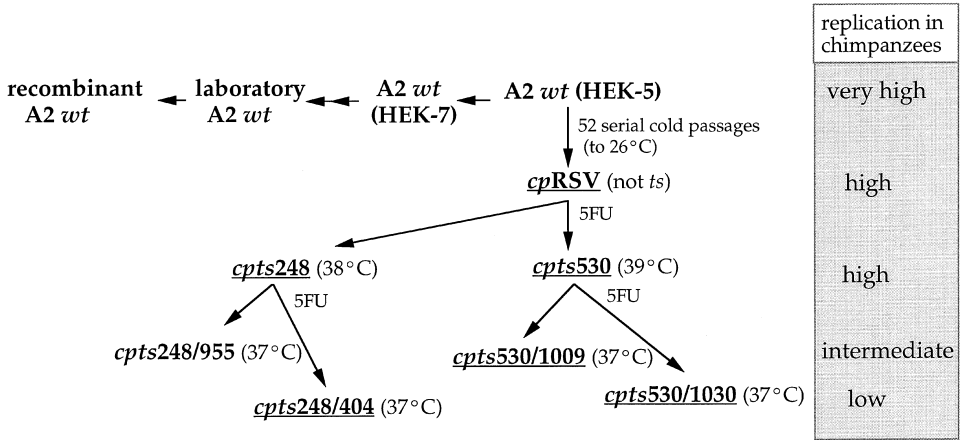 replication in
chimpanzees
recombinant
A2 wt
laboratory
A2 wt
A2 wt
(HEK-7)
A2 wt (HEK-5)
very high
52 serial cold passages
(to 26°C)
cpRSV (not ts)
high
5FU
cpts248 (38°C)
cpts530 (39°C)
high
5FU
5FU
cpts248/955 (37°C)
cpts530/1009 (37°C)
intermediate
cpts248/404 (37°C)
cpts530/1030 (37°C)
low